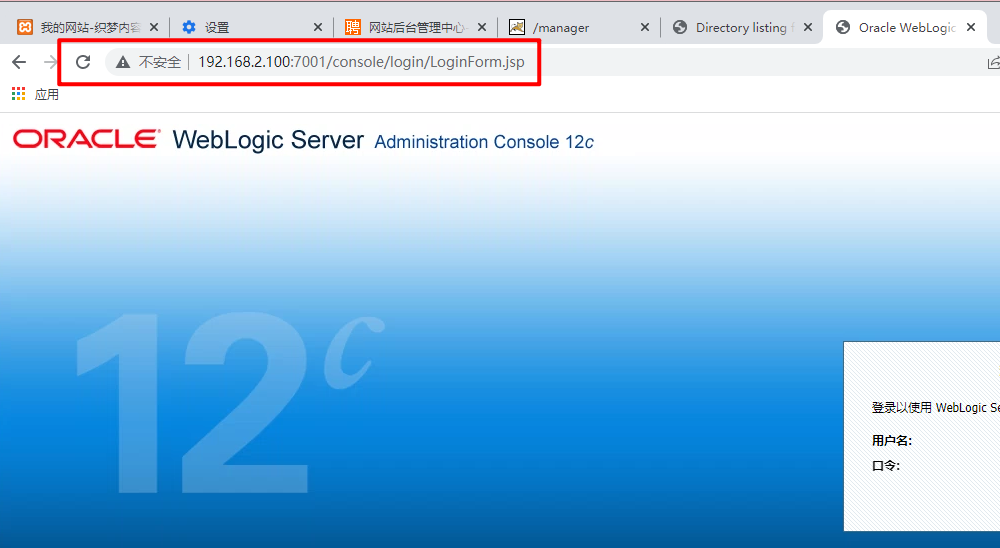 我的网站-织梦内容
设置
网站后台管理中心-
/manager
Directory listing f
Oracle WebLogic
不安全 | 192.168.2.100:7001/console/login/LoginForm.jsp
应用
ORACLE WebLogic Server Administration Console 12c
12c
登录以使用 WebLogic Se
用户名:
口令: